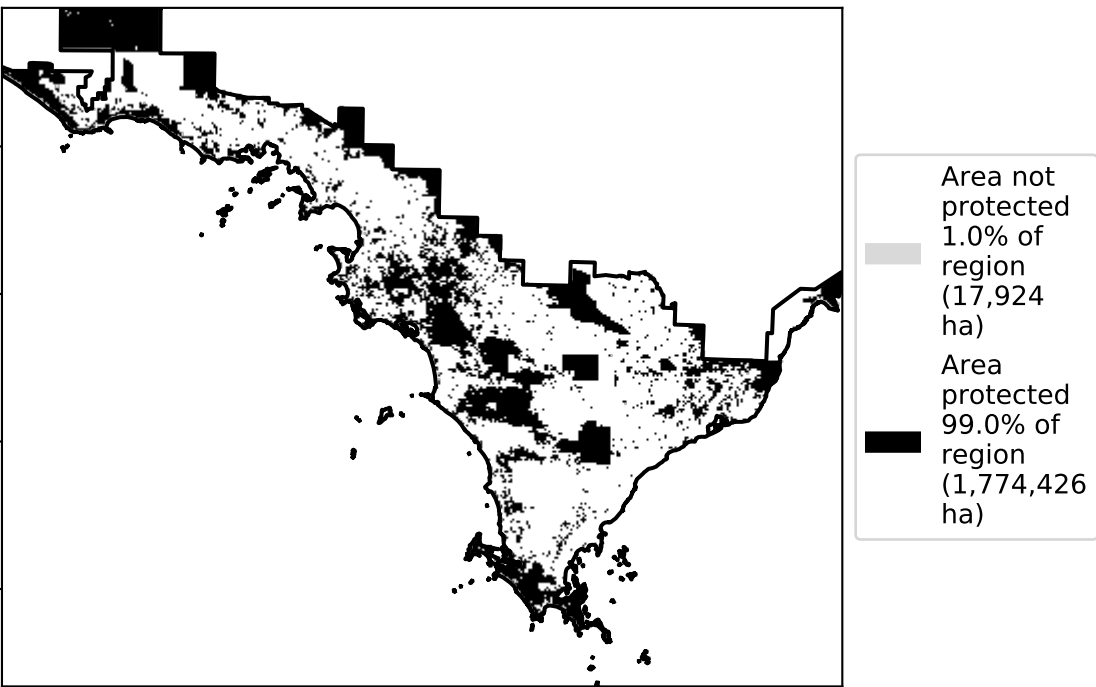 Area not
protected
1.0% of
region
(17,924
ha)
Area
protected
99.0% of
region
(1,774,426
ha)